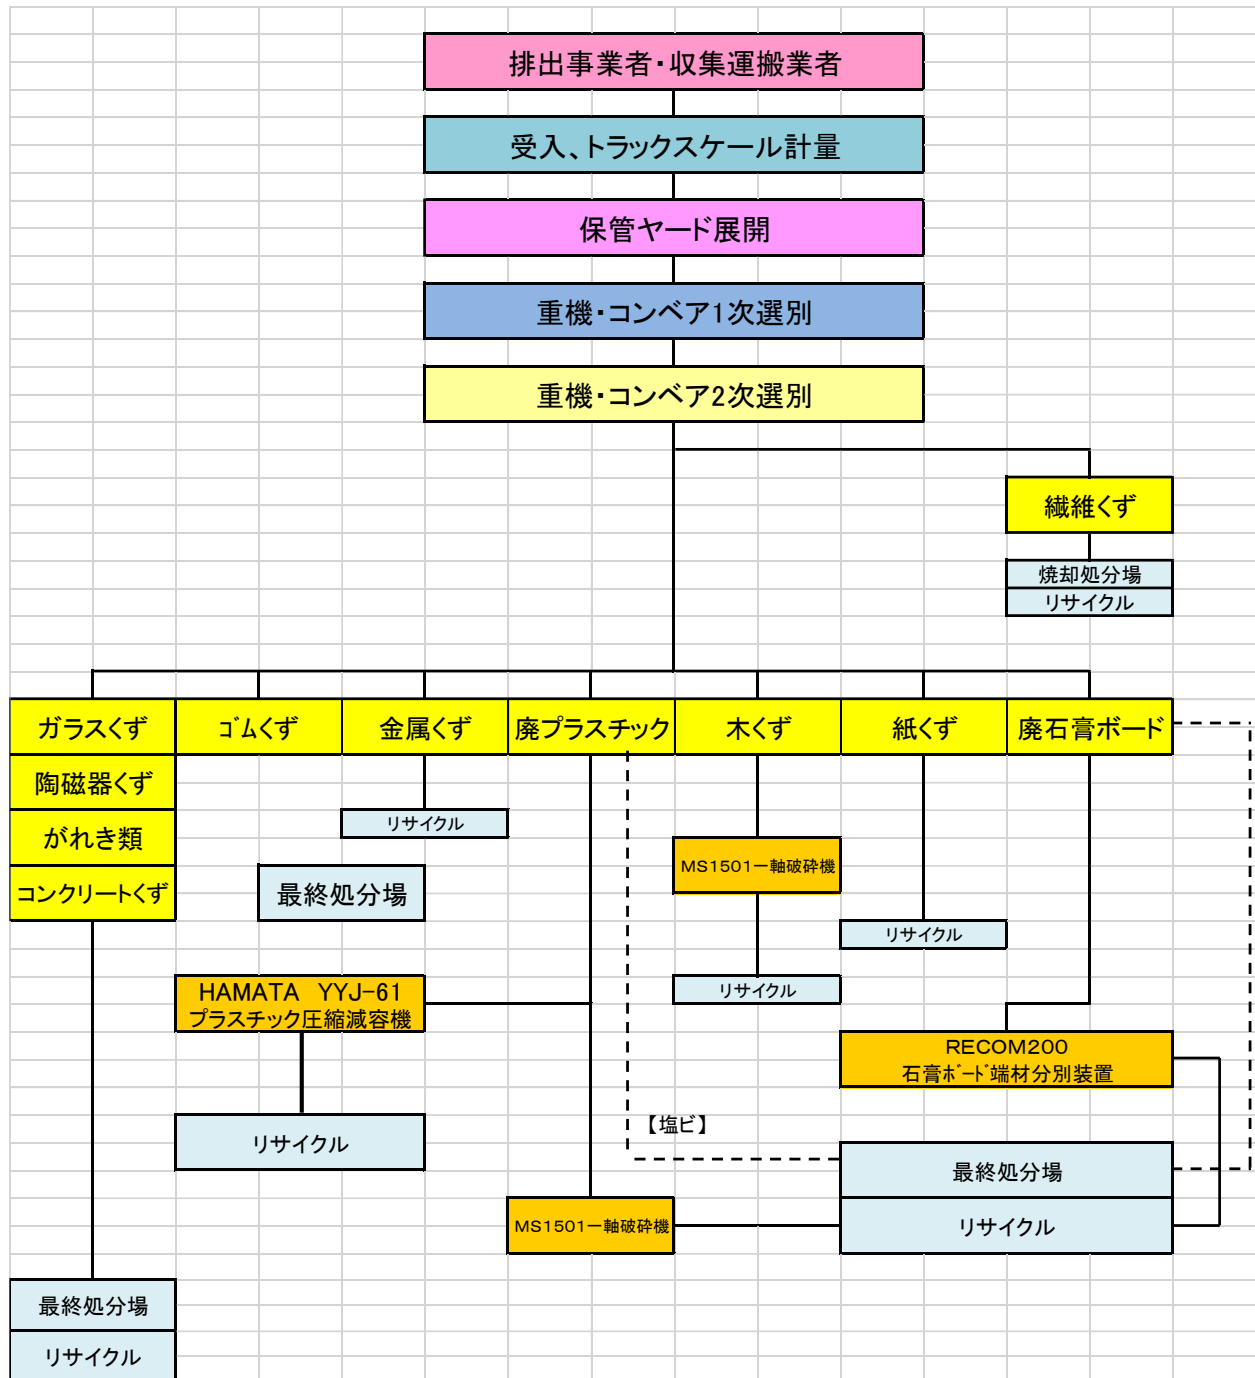 排出事業者・収集運搬業者
受入、トラックスケール計量
保管ヤード展開
重機・コンベア1次選別
重機・コンベア2次選別
繊維くず
焼却処分場
リサイクル
ガラスくず
ｺﾞムくず
金属くず
廃プラスチック
木くず
紙くず
廃石膏ボード
陶磁器くず
がれき類
コンクリートくず
リサイクル
最終処分場
MS1501一軸破砕機
リサイクル
リサイクル
HAMATA　YYJ-61
プラスチック圧縮減容機
RECOM200
石膏ﾎﾞｰﾄﾞ端材分別装置
リサイクル
【塩ビ】
最終処分場
リサイクル
MS1501一軸破砕機
最終処分場
リサイクル